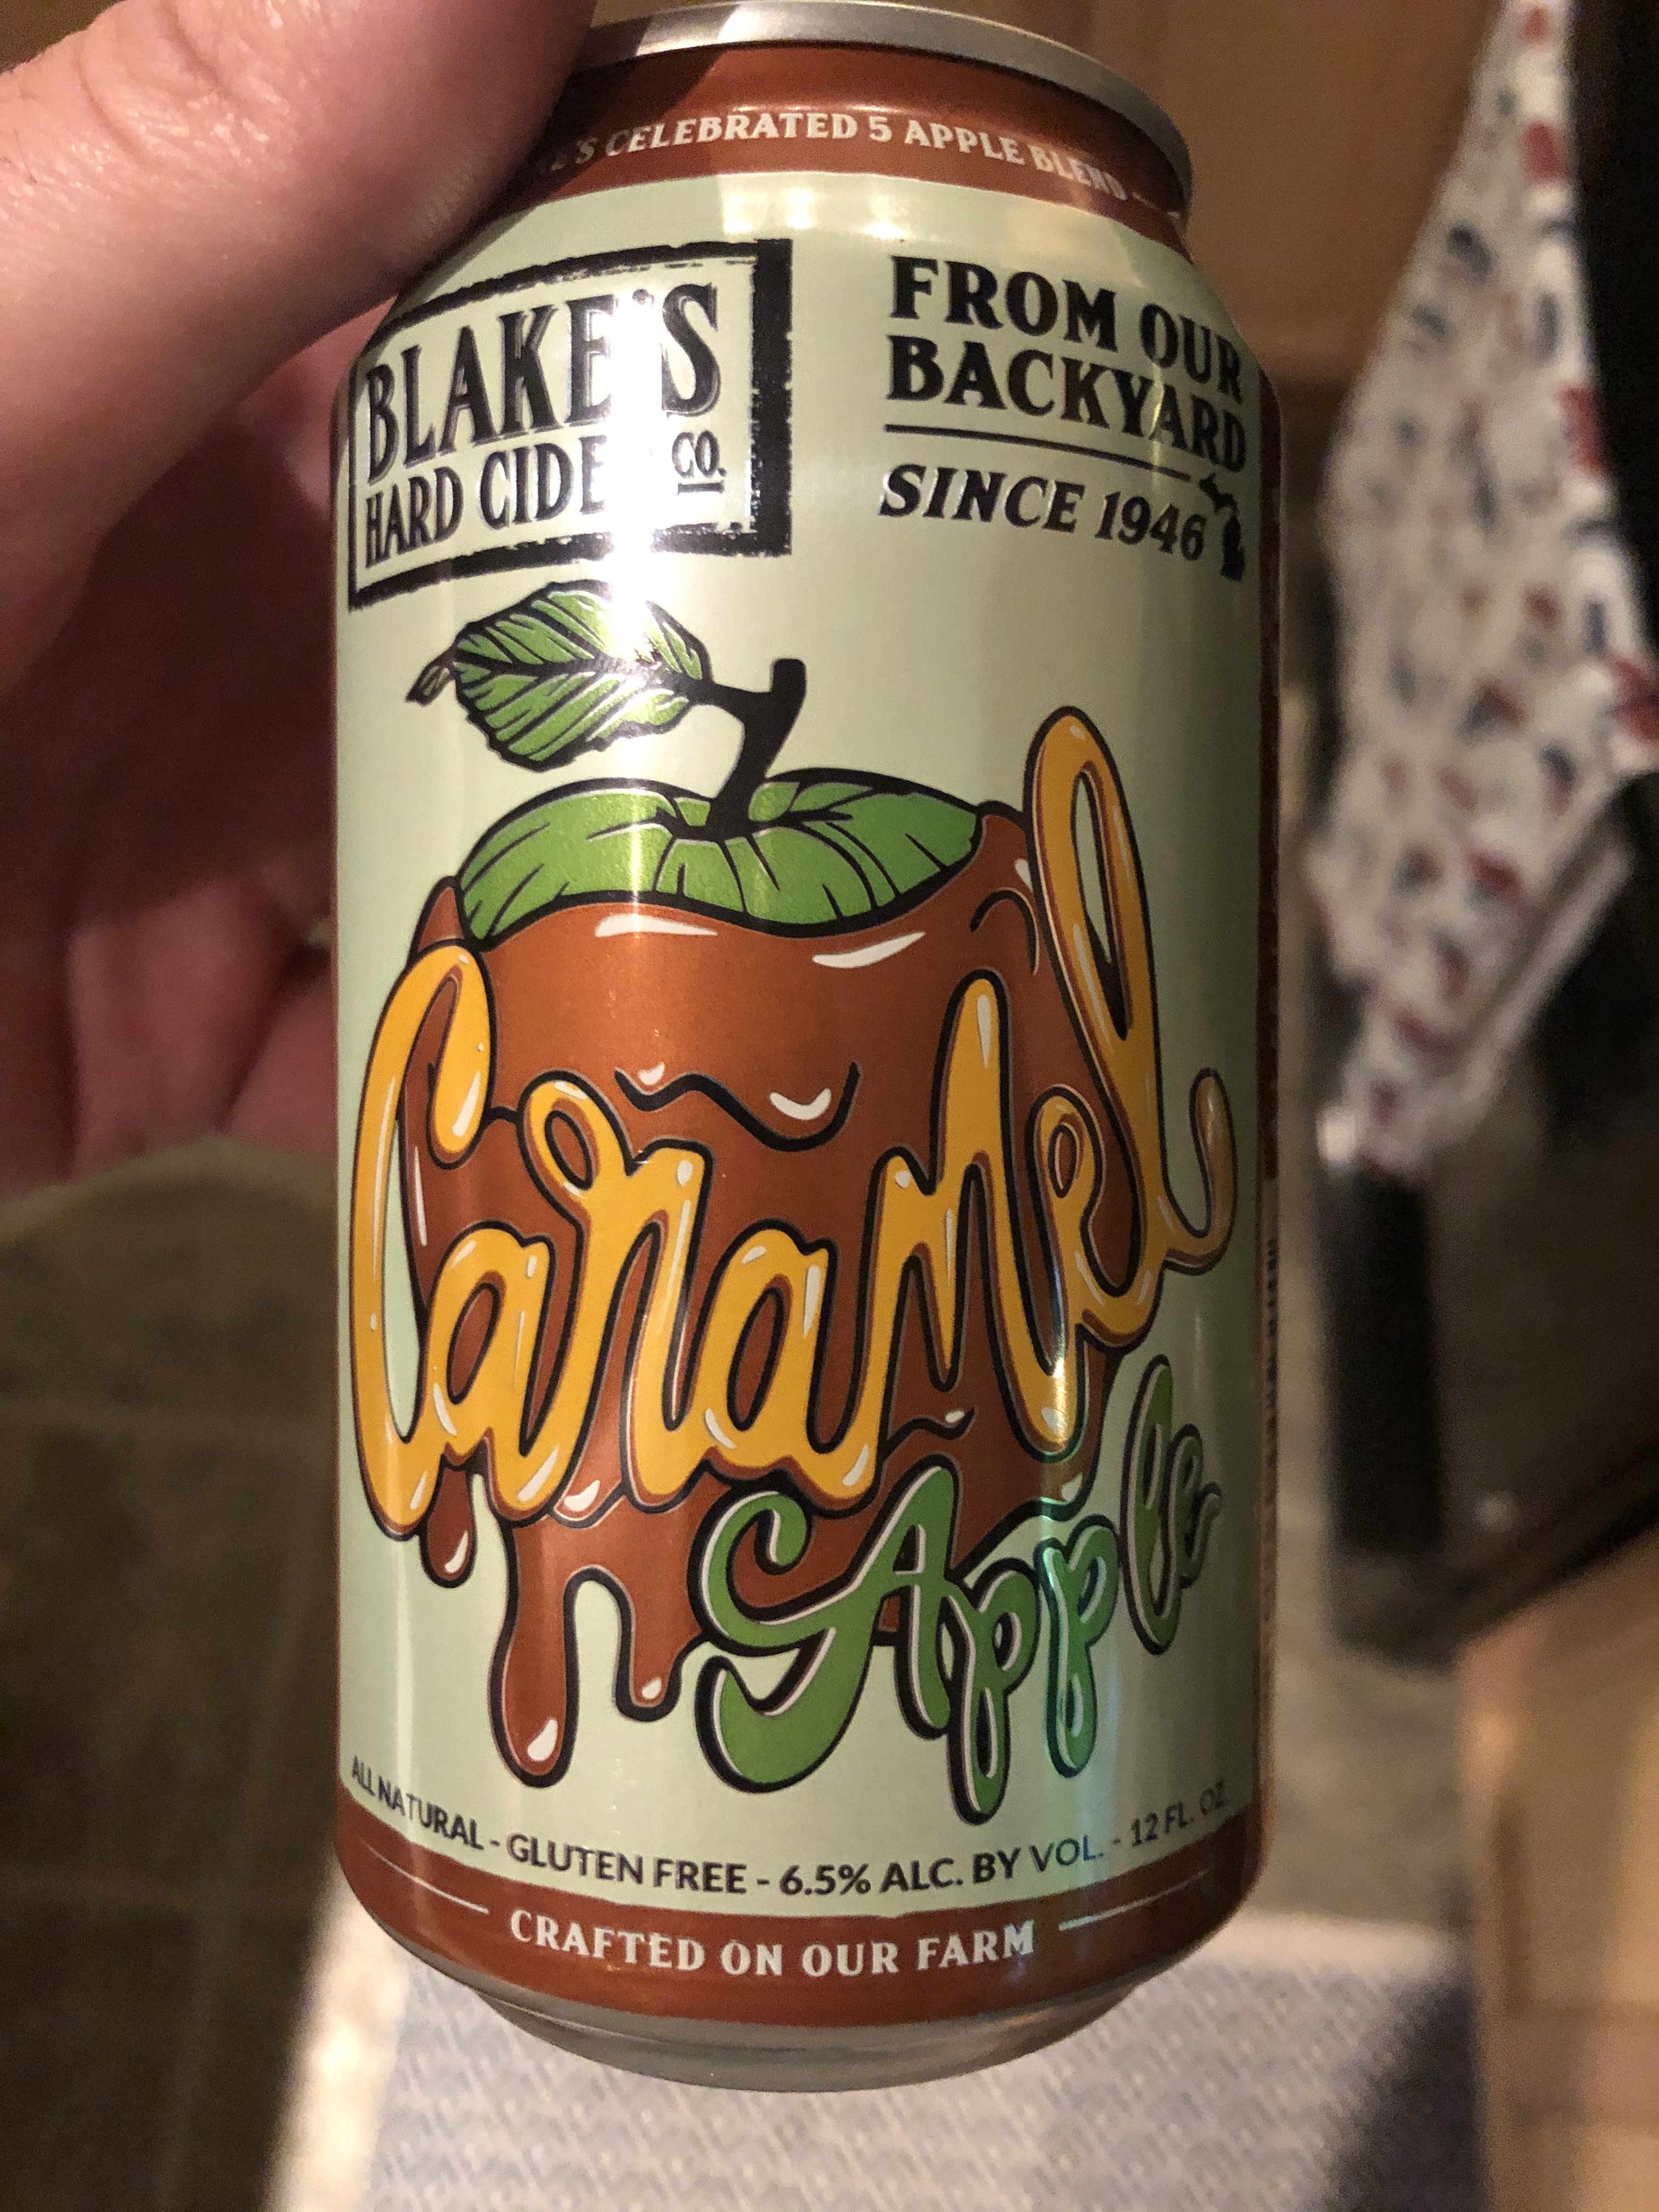 CELEBRATED 5 APPLE BLEND
BLAKE'S
HARD CIDER CO.
FROM OUR
BACKYARD
SINCE 1946
Caramel
Apple
ALL NATURAL - GLUTEN FREE - 6.5% ALC. BY VOL. - 12 FL. OZ
CRAFTED ON OUR FARM